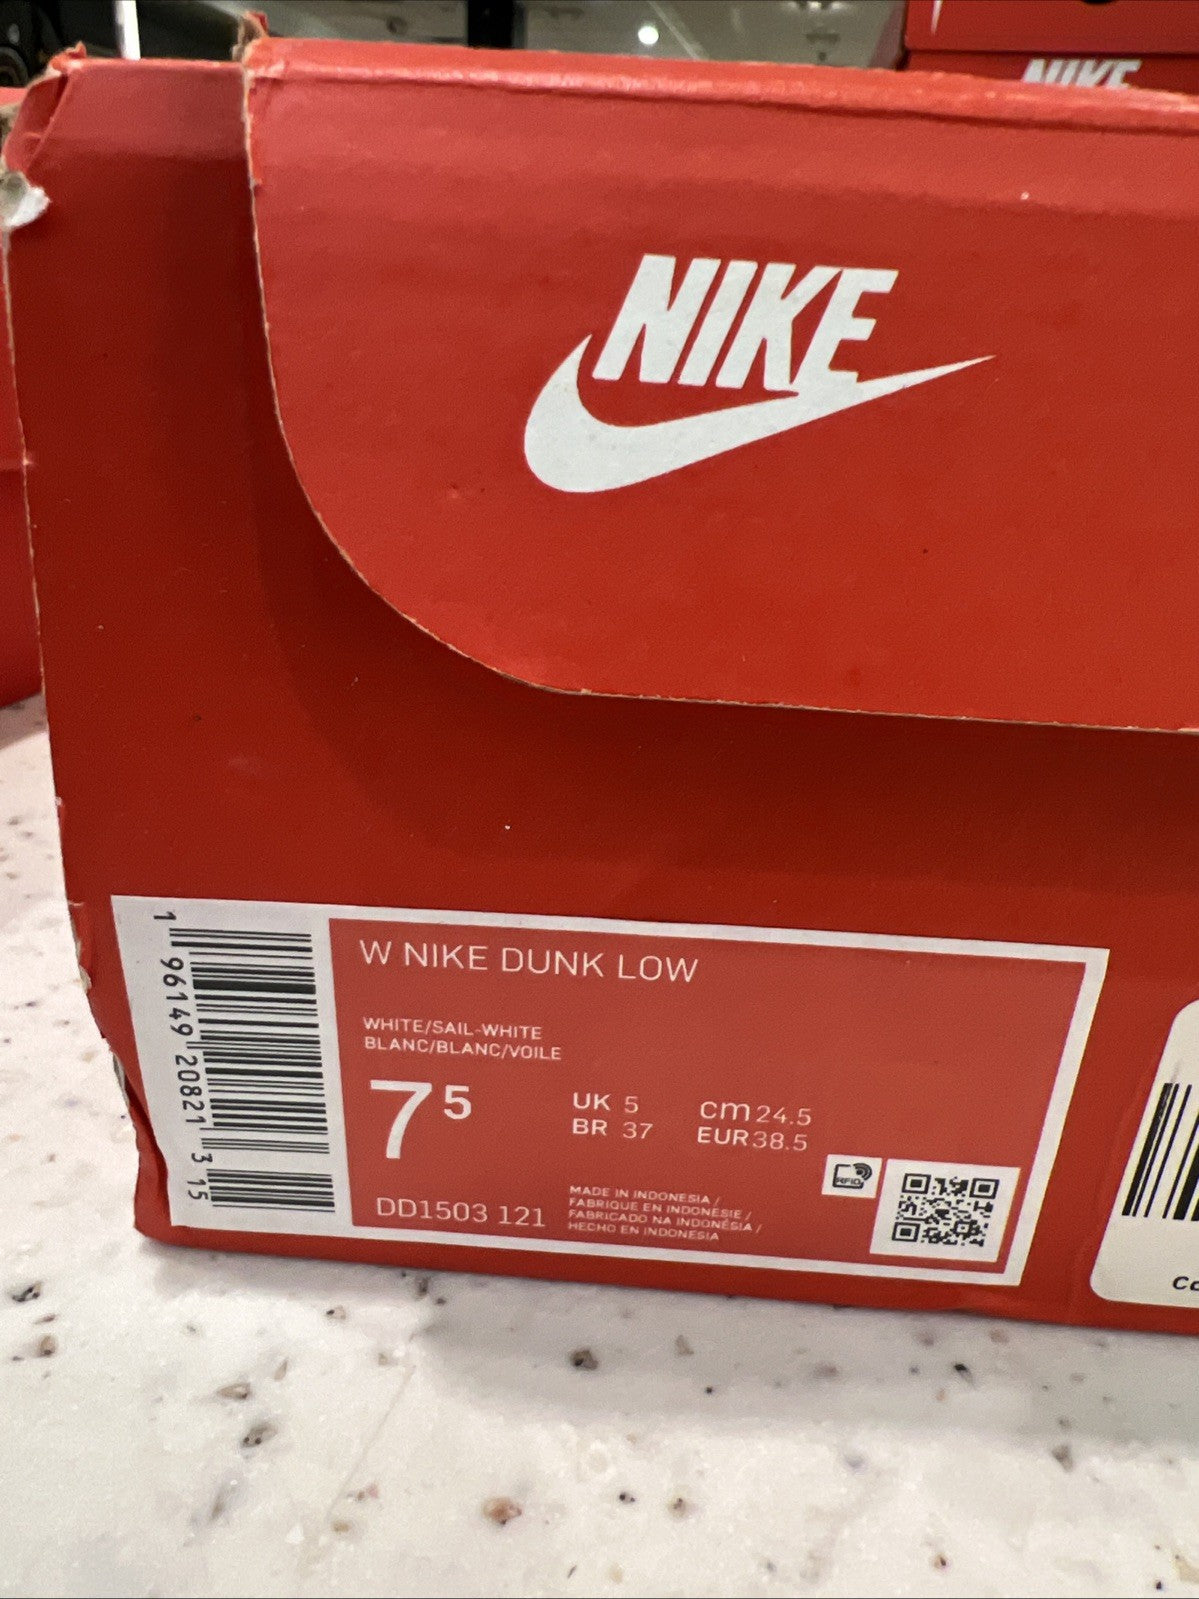 NIKE
NIKE
W NIKE DUNK LOW
WHITE/SAIL-WHITE
BLANC/BLANC/VOILE
7 5
UK 5
BR 37
cm 24.5
EUR 38.5
DD1503 121
MADE IN INDONESIA /
FABRIQUE EN INDONESIE /
FABRICADO NA INDONÉSIA /
HECHO EN INDONESIA
RFID
1 96149 20821 3 15